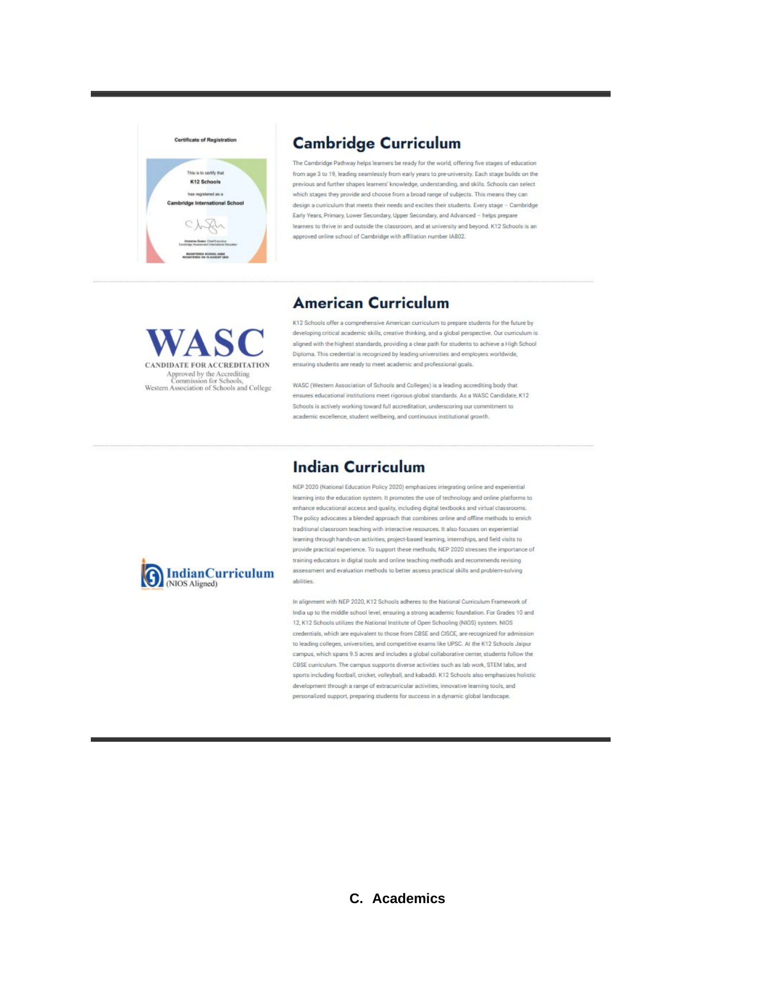 Certificate of Registration
This is to certify that
K12 Schools
has registered as a
Cambridge International School
Chief Executive
Cambridge Assessment International Education
REGISTERED SCHOOL IA802
Cambridge Curriculum
The Cambridge Pathway helps learners be ready for the world, offering five stages of education
from age 3 to 19, leading seamlessly from early years to pre-university. Each stage builds on the
previous and further shapes learners' knowledge, understanding, and skills. Schools can select
which stages they provide and choose from a broad range of subjects. This means they can
design a curriculum that meets their needs and excites their students. Every stage – Cambridge
Early Years, Primary, Lower Secondary, Upper Secondary, and Advanced – helps prepare
learners to thrive in and outside the classroom, and at university and beyond. K12 Schools is an
approved online school of Cambridge with affiliation number IA802.
WASC
CANDIDATE FOR ACCREDITATION
Approved by the Accrediting
Commission for Schools,
Western Association of Schools and College
American Curriculum
K12 Schools offer a comprehensive American curriculum to prepare students for the future by
developing critical academic skills, creative thinking, and a global perspective. Our curriculum is
aligned with the highest standards, providing a clear path for students to achieve a High School
Diploma. This credential is recognized by leading universities and employers worldwide,
ensuring students are ready to meet academic and professional goals.
WASC (Western Association of Schools and Colleges) is a leading accrediting body that
ensures educational institutions meet rigorous global standards. As a WASC Candidate, K12
Schools is actively working toward full accreditation, underscoring our commitment to
academic excellence, student wellbeing, and continuous institutional growth.
IndianCurriculum
(NIOS Aligned)
Indian Curriculum
NEP 2020 (National Education Policy 2020) emphasizes integrating online and experiential
learning into the education system. It promotes the use of technology and online platforms to
enhance educational access and quality, including digital textbooks and virtual classrooms.
The policy advocates a blended approach that combines online and offline methods to enrich
traditional classroom teaching with interactive resources. It also focuses on experiential
learning through hands-on activities, project-based learning, internships, and field visits to
provide practical experience. To support these methods, NEP 2020 stresses the importance of
training educators in digital tools and online teaching methods and recommends revising
assessment and evaluation methods to better assess practical skills and problem-solving
abilities.
In alignment with NEP 2020, K12 Schools adheres to the National Curriculum Framework of
India up to the middle school level, ensuring a strong academic foundation. For Grades 10 and
12, K12 Schools utilizes the National Institute of Open Schooling (NIOS) system. NIOS
credentials, which are equivalent to those from CBSE and CISCE, are recognized for admission
to leading colleges, universities, and competitive exams like UPSC. At the K12 Schools Jaipur
campus, which spans 9.5 acres and includes a global collaborative center, students follow the
CBSE curriculum. The campus supports diverse activities such as lab work, STEM labs, and
sports including football, cricket, volleyball, and kabaddi. K12 Schools also emphasizes holistic
development through a range of extracurricular activities, innovative learning tools, and
personalized support, preparing students for success in a dynamic global landscape.
C. Academics